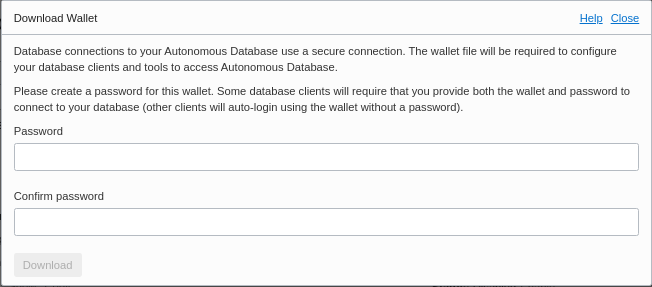 Download Wallet Help Close
Database connections to your Autonomous Database use a secure connection. The wallet file will be required to configure
your database clients and tools to access Autonomous Database.
Please create a password for this wallet. Some database clients will require that you provide both the wallet and password to
connect to your database (other clients will auto-login using the wallet without a password).
Password
Confirm password
Download